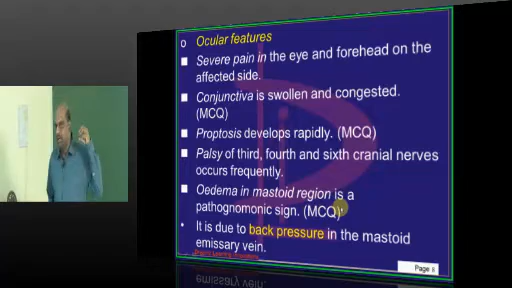 Ocular features
Severe pain in the eye and forehead on the
affected side.
Conjunctiva is swollen and congested.
(MCQ)
Proptosis develops rapidly. (MCQ)
Palsy of third, fourth and sixth cranial nerves
occurs frequently.
Oedema in mastoid region is a
pathognomonic sign. (MCQ)
It is due to back pressure in the mastoid
emissary vein.
Page 8